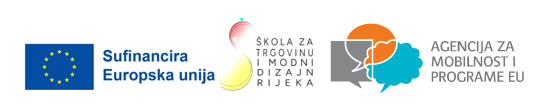 Sufinancira
Europska unija
ŠKOLA ZA
TRGOVINU
I MODNI
DIZAJN
RIJEKA
AGENCIJA ZA
MOBILNOST I
PROGRAME EU